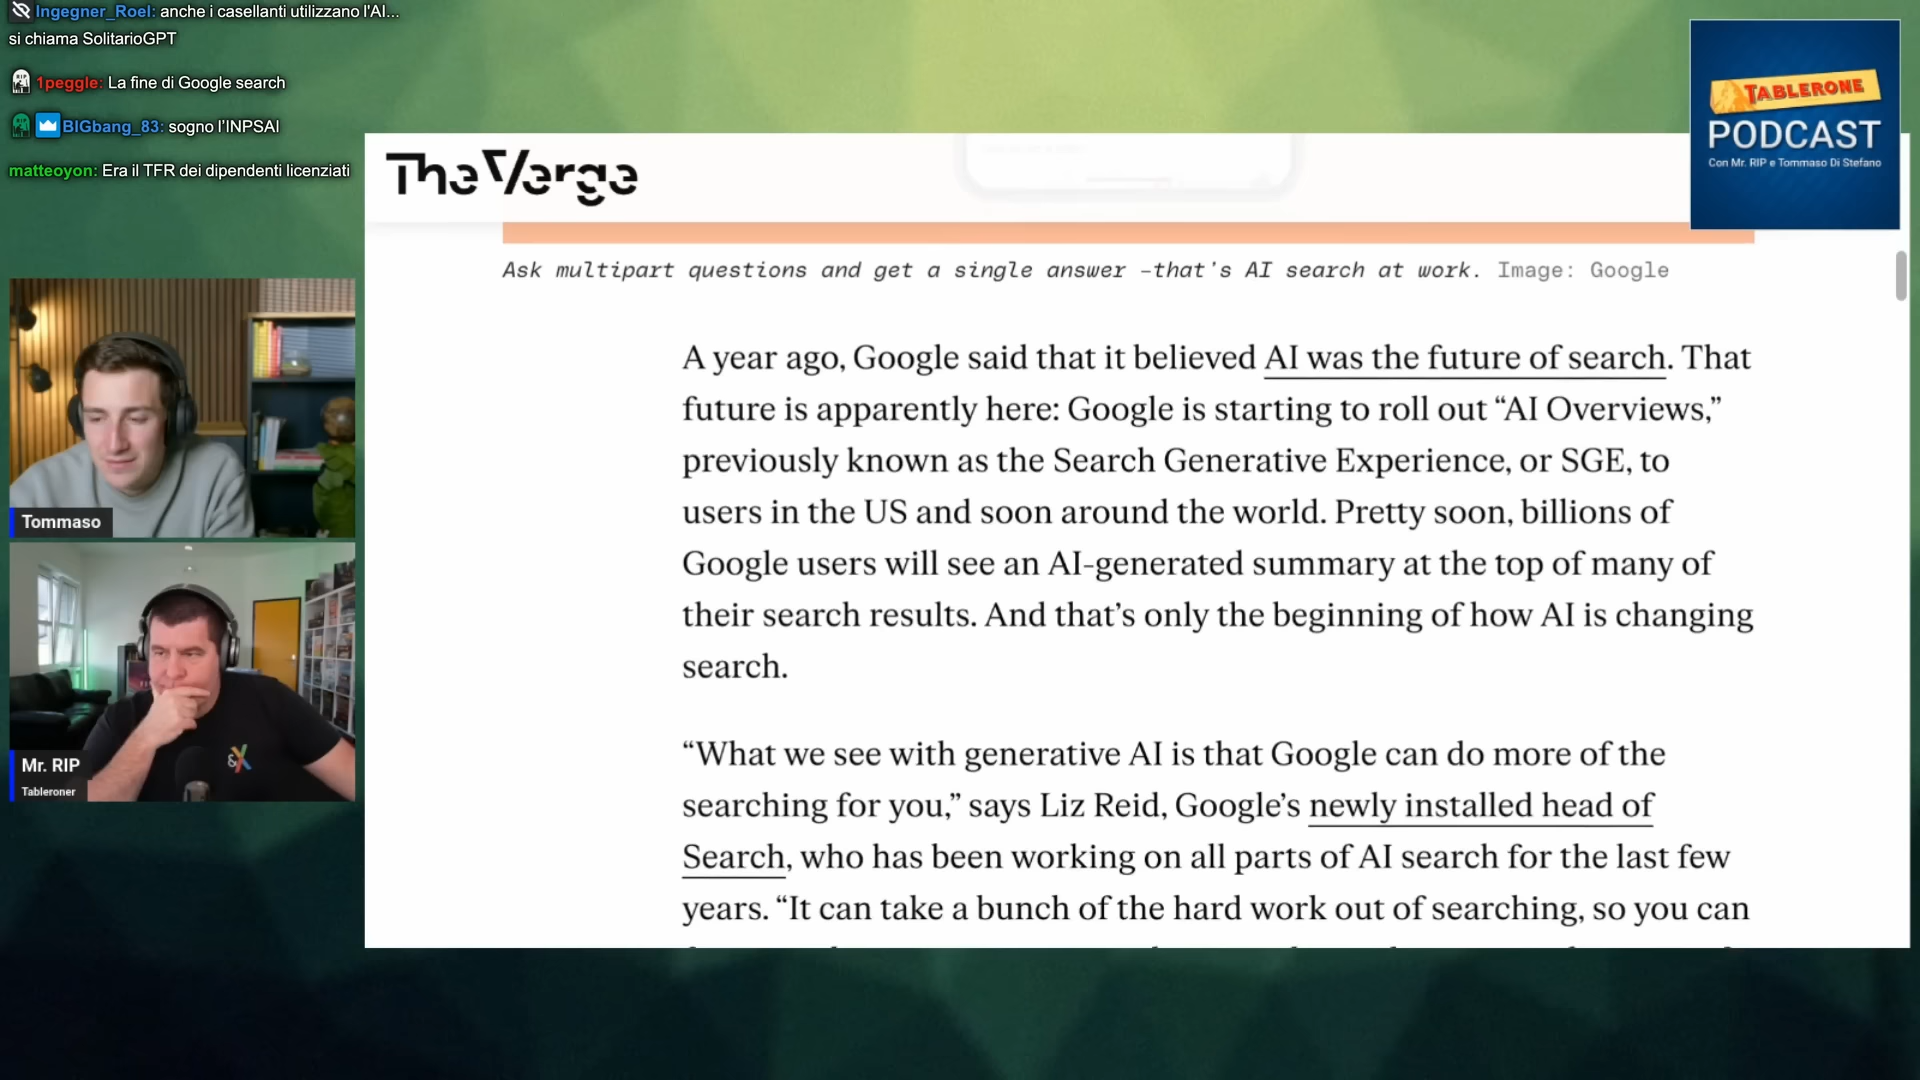 Ingegner_Roel: anche i casellanti utilizzano l'AI...
si chiama SolitarioGPT
1peggle: La fine di Google search
BIGbang_83: sogno l'INPSAI
matteoyon: Era il TFR dei dipendenti licenziati
TABLERONE
PODCAST
Con Mr. RIP e Tommaso Di Stefano
The Verge
Ask multipart questions and get a single answer –that's AI search at work. Image: Google
A year ago, Google said that it believed AI was the future of search. That
future is apparently here: Google is starting to roll out “AI Overviews,”
previously known as the Search Generative Experience, or SGE, to
users in the US and soon around the world. Pretty soon, billions of
Google users will see an AI-generated summary at the top of many of
their search results. And that’s only the beginning of how AI is changing
search.
“What we see with generative AI is that Google can do more of the
searching for you,” says Liz Reid, Google’s newly installed head of
Search, who has been working on all parts of AI search for the last few
years. “It can take a bunch of the hard work out of searching, so you can
Tommaso
Mr. RIP
Tableroner